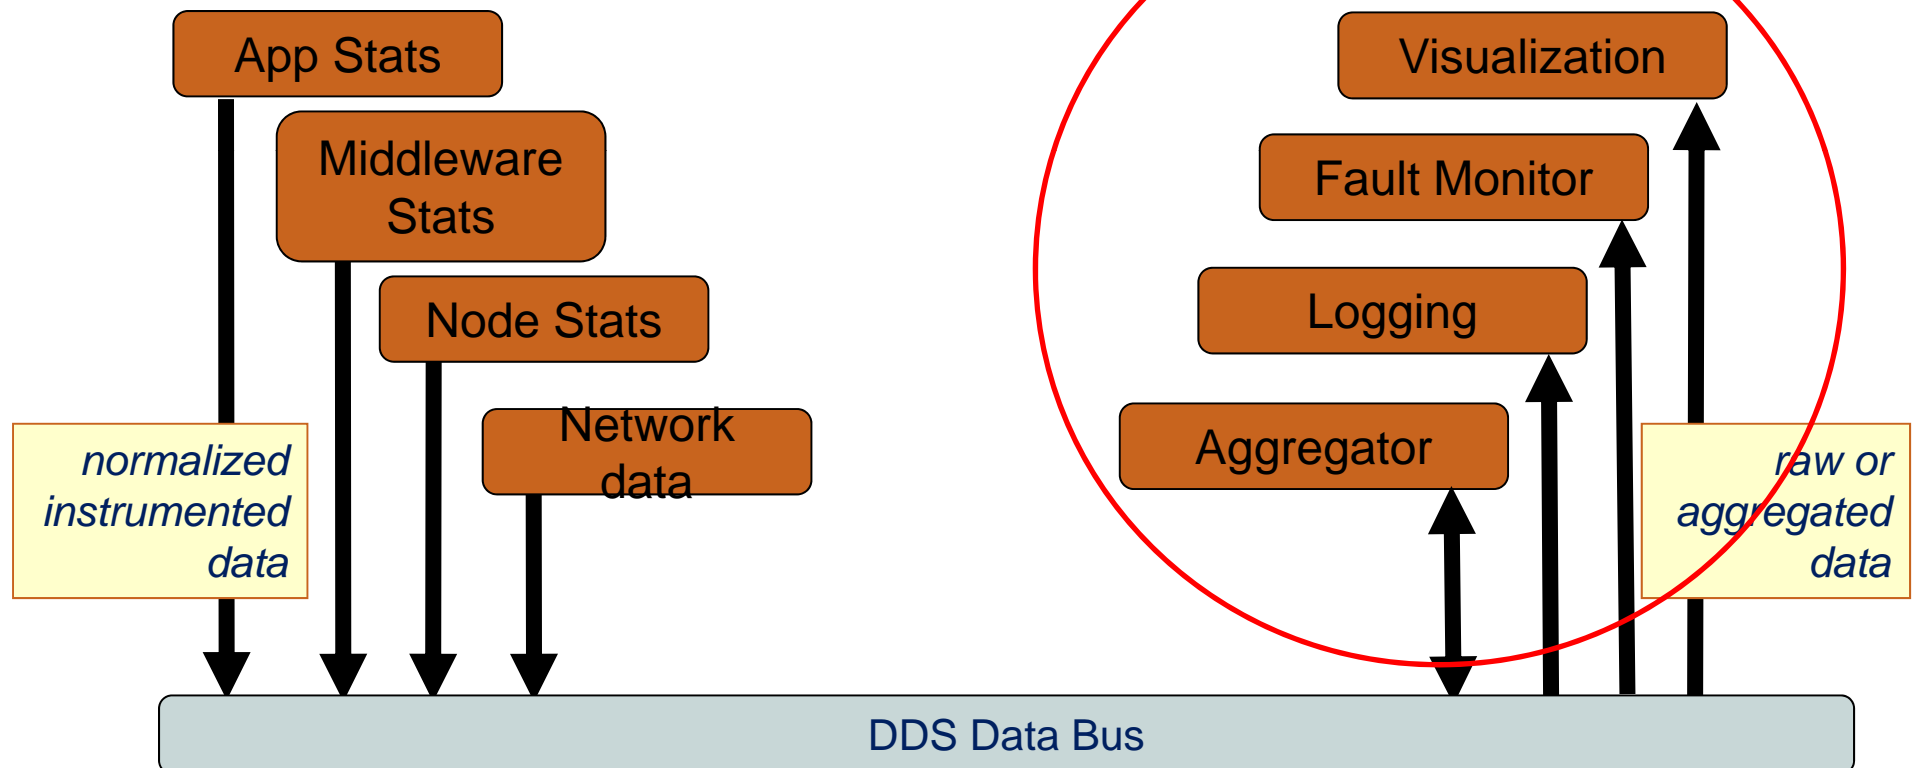 App Stats
Middleware
Stats
Node Stats
Network
data
normalized
instrumented
data
Visualization
Fault Monitor
Logging
Aggregator
raw or
aggregated
data
DDS Data Bus